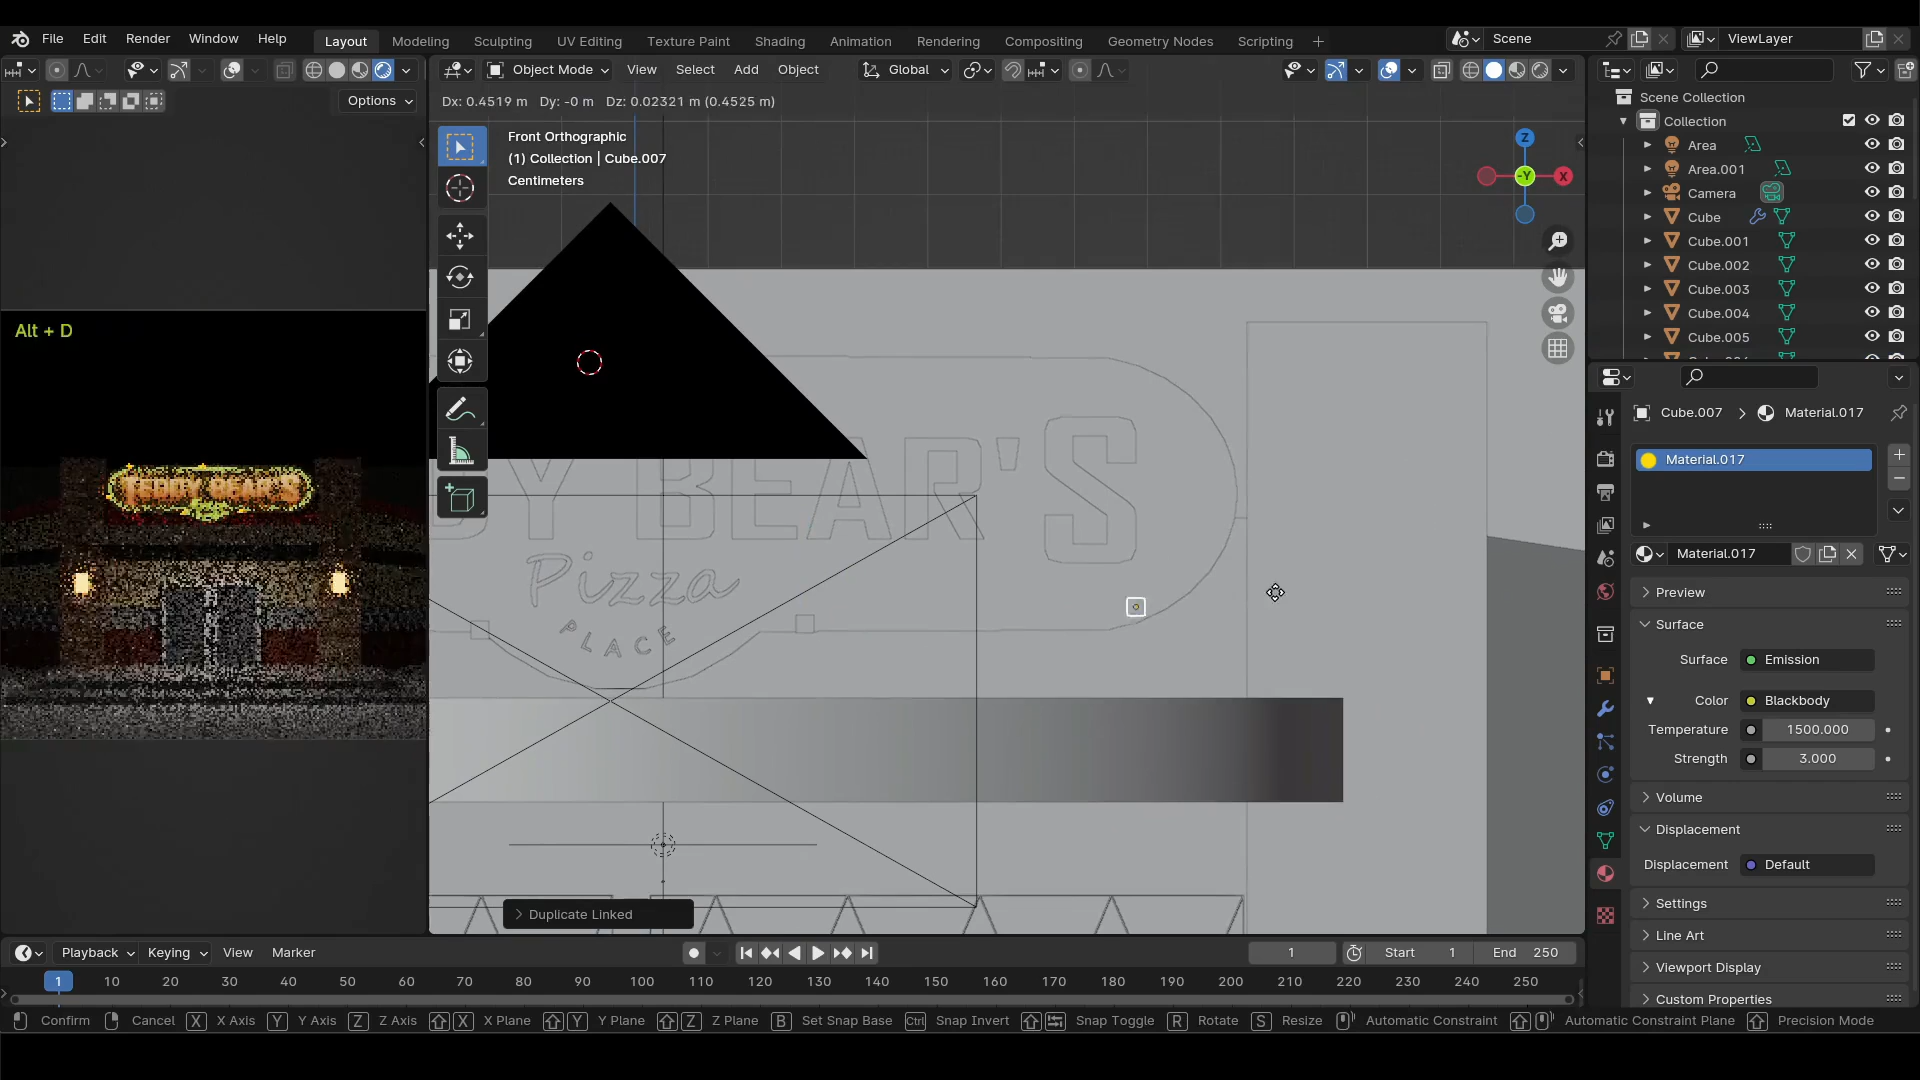 File Edit Render Window Help
Layout Modeling Sculpting UV Editing Texture Paint Shading Animation Rendering Compositing Geometry Nodes Scripting +
Scene
ViewLayer
Options
Object Mode View Select Add Object Global
Dx: 0.4519 m Dy: -0 m Dz: 0.02321 m (0.4525 m)
Front Orthographic
(1) Collection | Cube.007
Centimeters
Z
-Y
X
Alt + D
TEDDY BEAR'S
Y BEAR'S
Pizza
PLACE
> Duplicate Linked
Scene Collection
Collection
Area
Area.001
Camera
Cube
Cube.001
Cube.002
Cube.003
Cube.004
Cube.005
Cube.007 > Material.017
Material.017
Material.017
Preview
Surface
Surface Emission
Color Blackbody
Temperature 1500.000
Strength 3.000
Volume
Displacement
Displacement Default
Settings
Line Art
Viewport Display
Custom Properties
Playback Keying View Marker
1 Start 1 End 250
1 10 20 30 40 50 60 70 80 90 100 110 120 130 140 150 160 170 180 190 200 210 220 230 240 250
Confirm Cancel X X Axis Y Y Axis Z Z Axis X X Plane Y Y Plane Z Z Plane B Set Snap Base Ctrl Snap Invert Snap Toggle R Rotate S Resize Automatic Constraint Automatic Constraint Plane Precision Mode